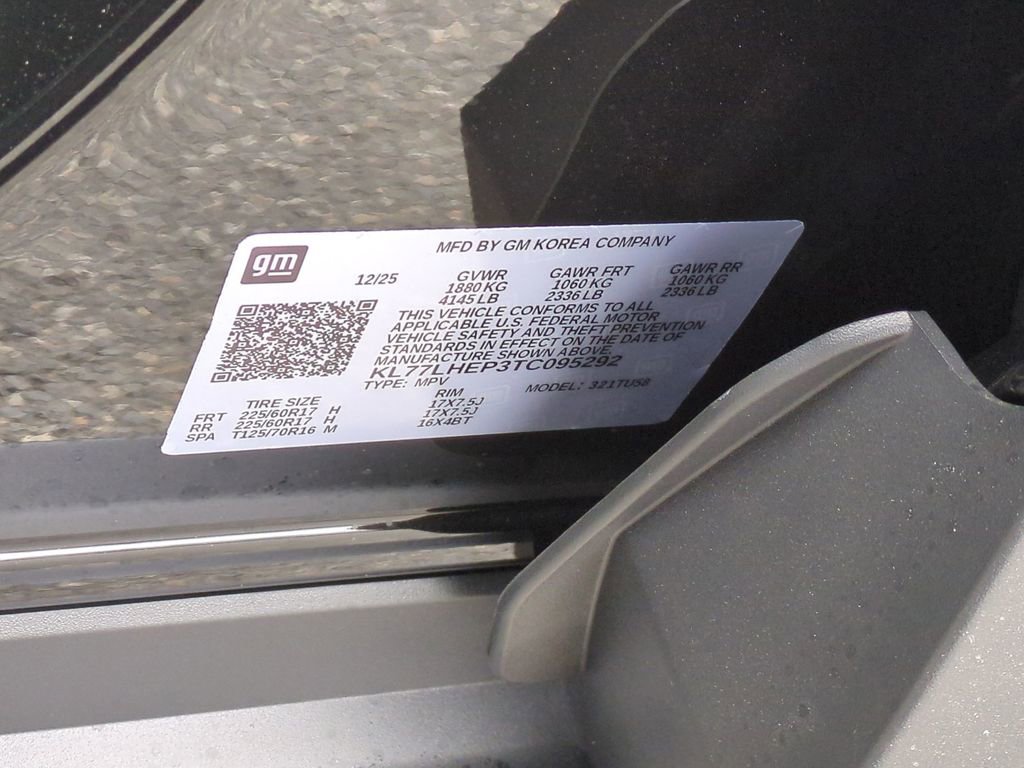 gm
MFD BY GM KOREA COMPANY
12/25 GVWR GAWR FRT GAWR RR
1880 KG 1060 KG 1060 KG
4145 LB 2336 LB 2336 LB
THIS VEHICLE CONFORMS TO ALL
APPLICABLE U.S. FEDERAL MOTOR
VEHICLE SAFETY AND THEFT PREVENTION
STANDARDS IN EFFECT ON THE DATE OF
MANUFACTURE SHOWN ABOVE.
KL77LHEP3TC095292
TYPE: MPV MODEL: 321TU58
TIRE SIZE RIM
FRT 225/60R17 H 17X7.5J
RR 225/60R17 H 17X7.5J
SPA T125/70R16 M 16X4BT